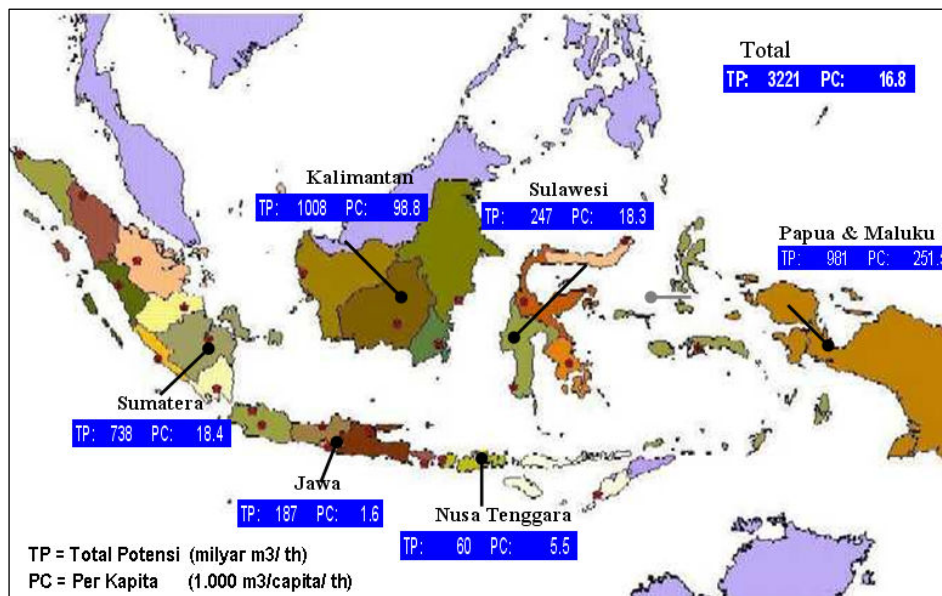 Total
TP: 3221 PC: 16.8
Kalimantan
TP: 1008 PC: 98.8
Sulawesi
TP: 247 PC: 18.3
Papua & Maluku
TP: 981 PC: 251.
Sumatera
TP: 738 PC: 18.4
Jawa
TP: 187 PC: 1.6
Nusa Tenggara
TP: 60 PC: 5.5
TP = Total Potensi (milyar m3/ th)
PC = Per Kapita (1.000 m3/capita/ th)